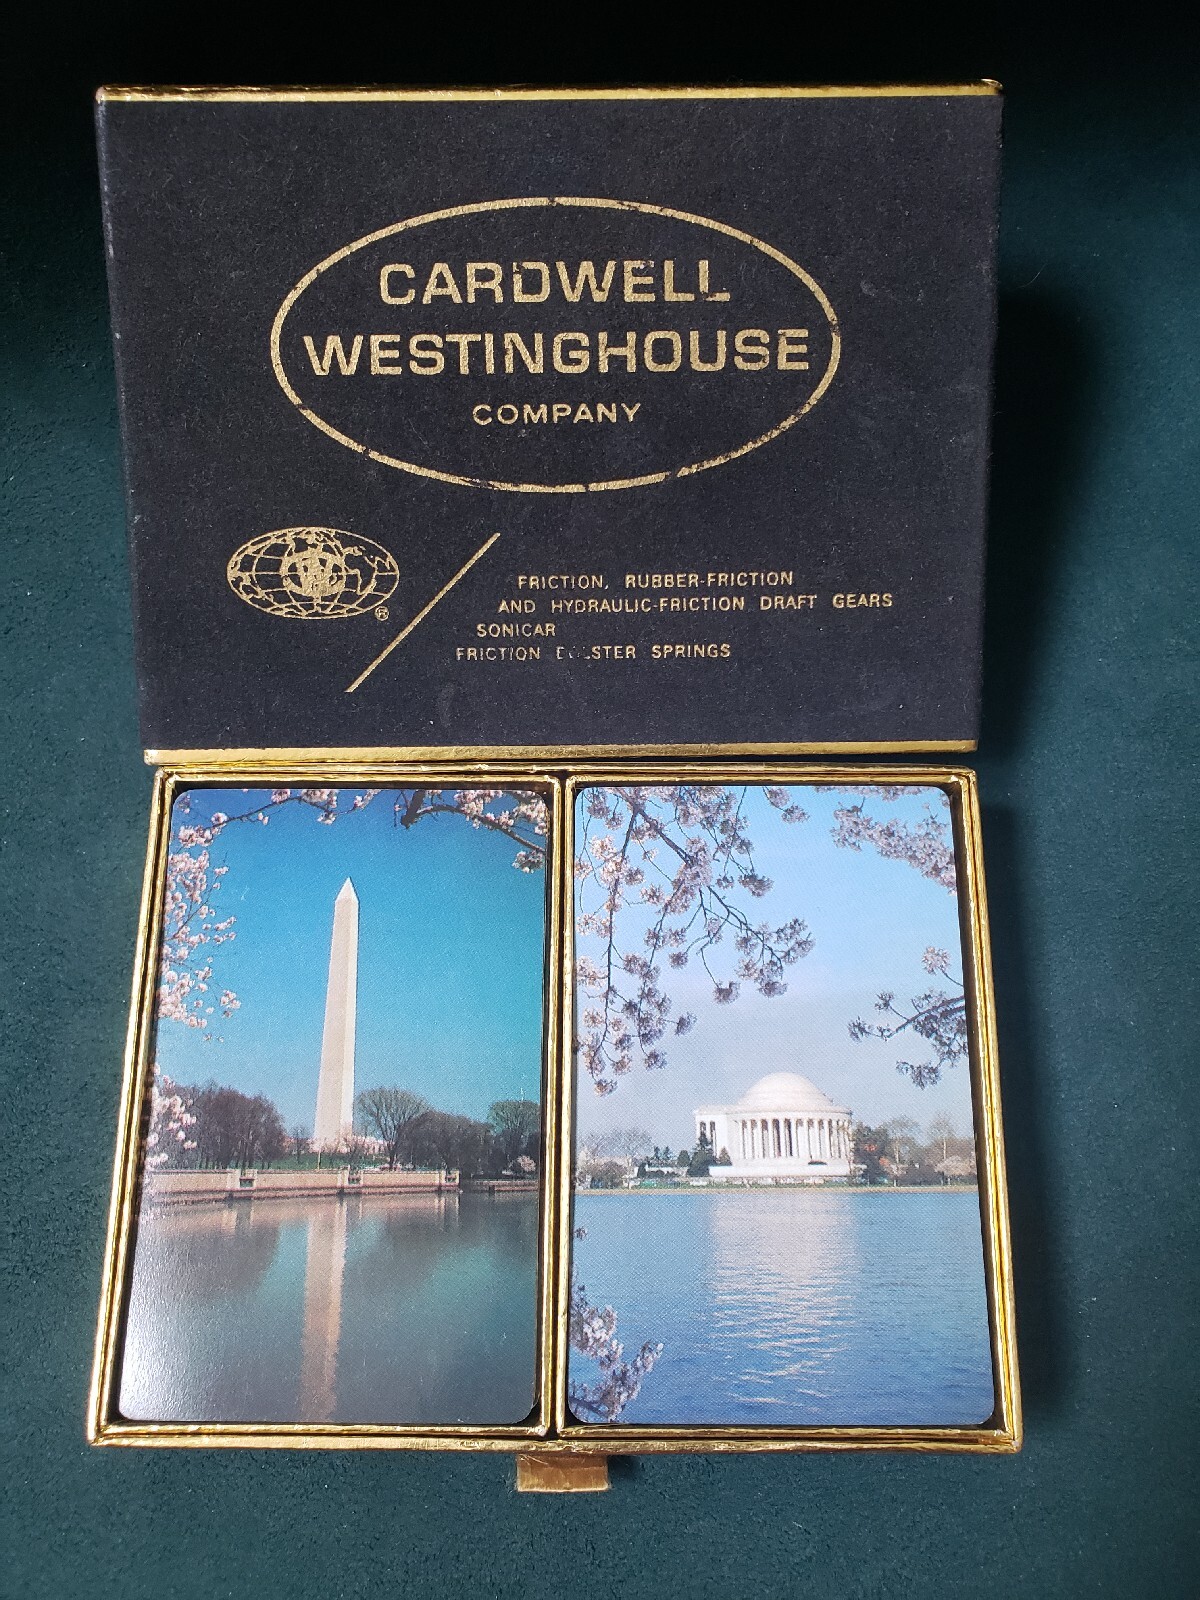 CARDWELL
WESTINGHOUSE
COMPANY
®
FRICTION, RUBBER-FRICTION
AND HYDRAULIC-FRICTION DRAFT GEARS
SONICAR
FRICTION SPRINGS